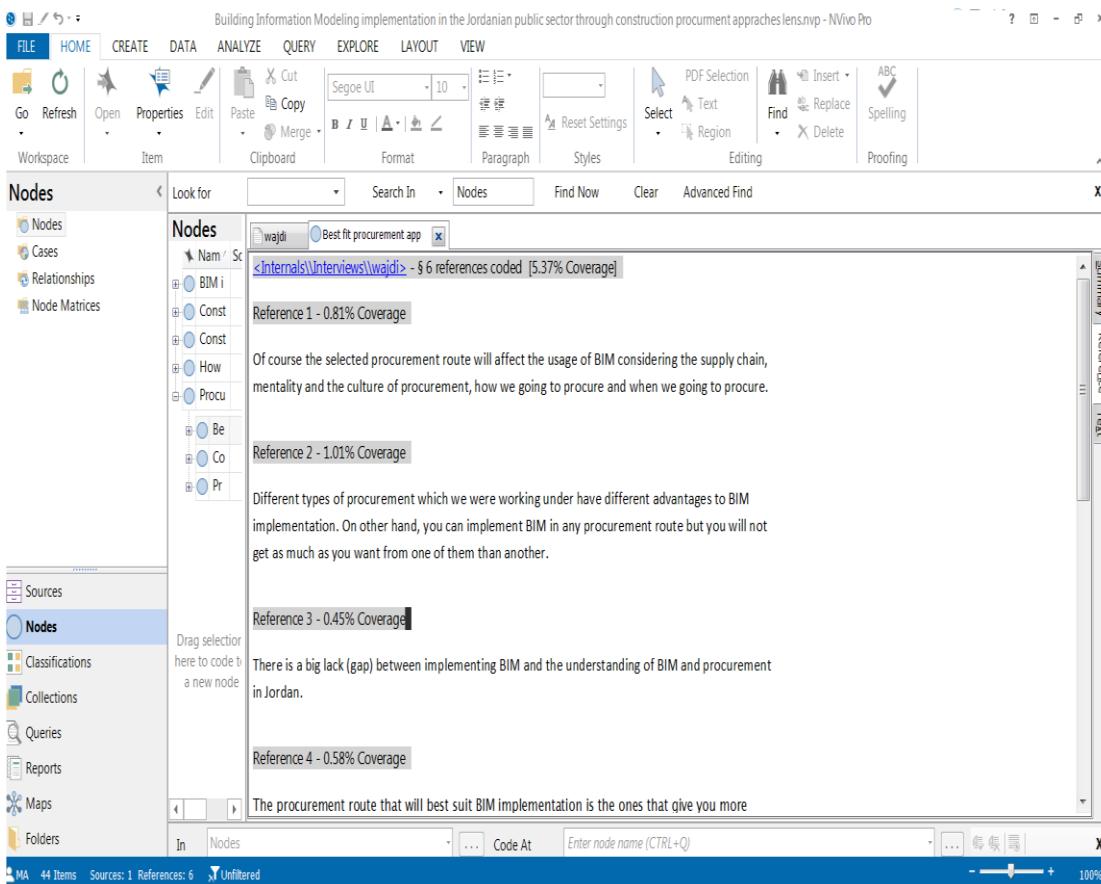 Building Information Modeling implementation in the Jordanian public sector through construction procurment appraches lens.nvp - NVivo Pro
FILE HOME CREATE DATA ANALYZE QUERY EXPLORE LAYOUT VIEW
Go Refresh Open Properties Edit Paste Cut Copy Merge
Segoe UI 10
B I U A
Reset Settings
Select PDF Selection Text Region
Find Insert Replace Delete
ABC Spelling
Workspace Item Clipboard Format Paragraph Styles Editing Proofing
Nodes
Nodes
Cases
Relationships
Node Matrices
Sources
Nodes
Classifications
Collections
Queries
Reports
Maps
Folders
Look for Search In Nodes Find Now Clear Advanced Find X
Nodes
Nam Sc
BIM i
Const
Const
How
Procu
Be
Co
Pr
Drag selection
here to code t
a new node
wajdi Best fit procurement app x
<Internals\\Interviews\\wajdi> - § 6 references coded [5.37% Coverage]
Reference 1 - 0.81% Coverage
Of course the selected procurement route will affect the usage of BIM considering the supply chain,
mentality and the culture of procurement, how we going to procure and when we going to procure.
Reference 2 - 1.01% Coverage
Different types of procurement which we were working under have different advantages to BIM
implementation. On other hand, you can implement BIM in any procurement route but you will not
get as much as you want from one of them than another.
Reference 3 - 0.45% Coverage
There is a big lack (gap) between implementing BIM and the understanding of BIM and procurement
in Jordan.
Reference 4 - 0.58% Coverage
The procurement route that will best suit BIM implementation is the ones that give you more
In Nodes ... Code At Enter node name (CTRL+Q) ... X
MA 44 Items Sources: 1 References: 6 Unfiltered 100%